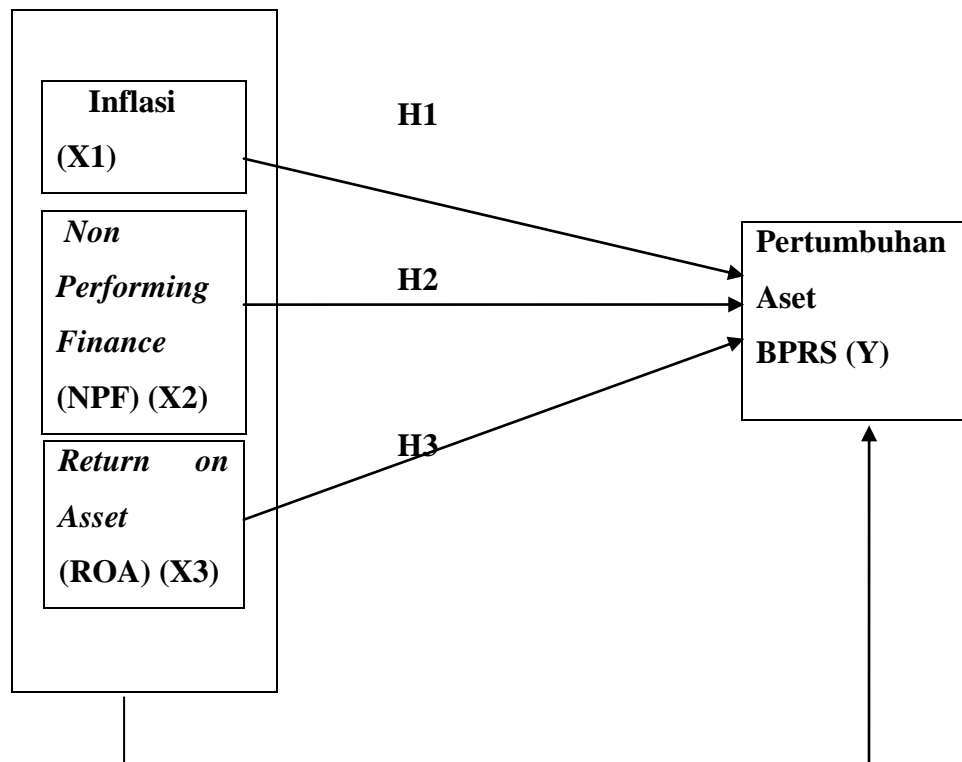 Inflasi
(X1)
Non
Performing
Finance
(NPF) (X2)
Return on
Asset
(ROA) (X3)
H1
H2
H3
Pertumbuhan
Aset
BPRS (Y)